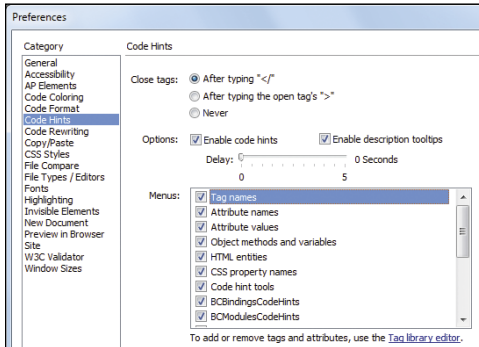 Preferences
Category
General
Accessibility
AP Elements
Code Coloring
Code Format
Code Hints
Code Rewriting
Copy/Paste
CSS Styles
File Compare
File Types / Editors
Fonts
Highlighting
Invisible Elements
New Document
Preview in Browser
Site
W3C Validator
Window Sizes
Code Hints
Close tags: After typing "</"
After typing the open tag's ">"
Never
Options: Enable code hints Enable description tooltips
Delay: 0 Seconds
0 5
Menus: Tag names
Attribute names
Attribute values
Object methods and variables
HTML entities
CSS property names
Code hint tools
BCBindingsCodeHints
BCModulesCodeHints
To add or remove tags and attributes, use the Tag library editor.